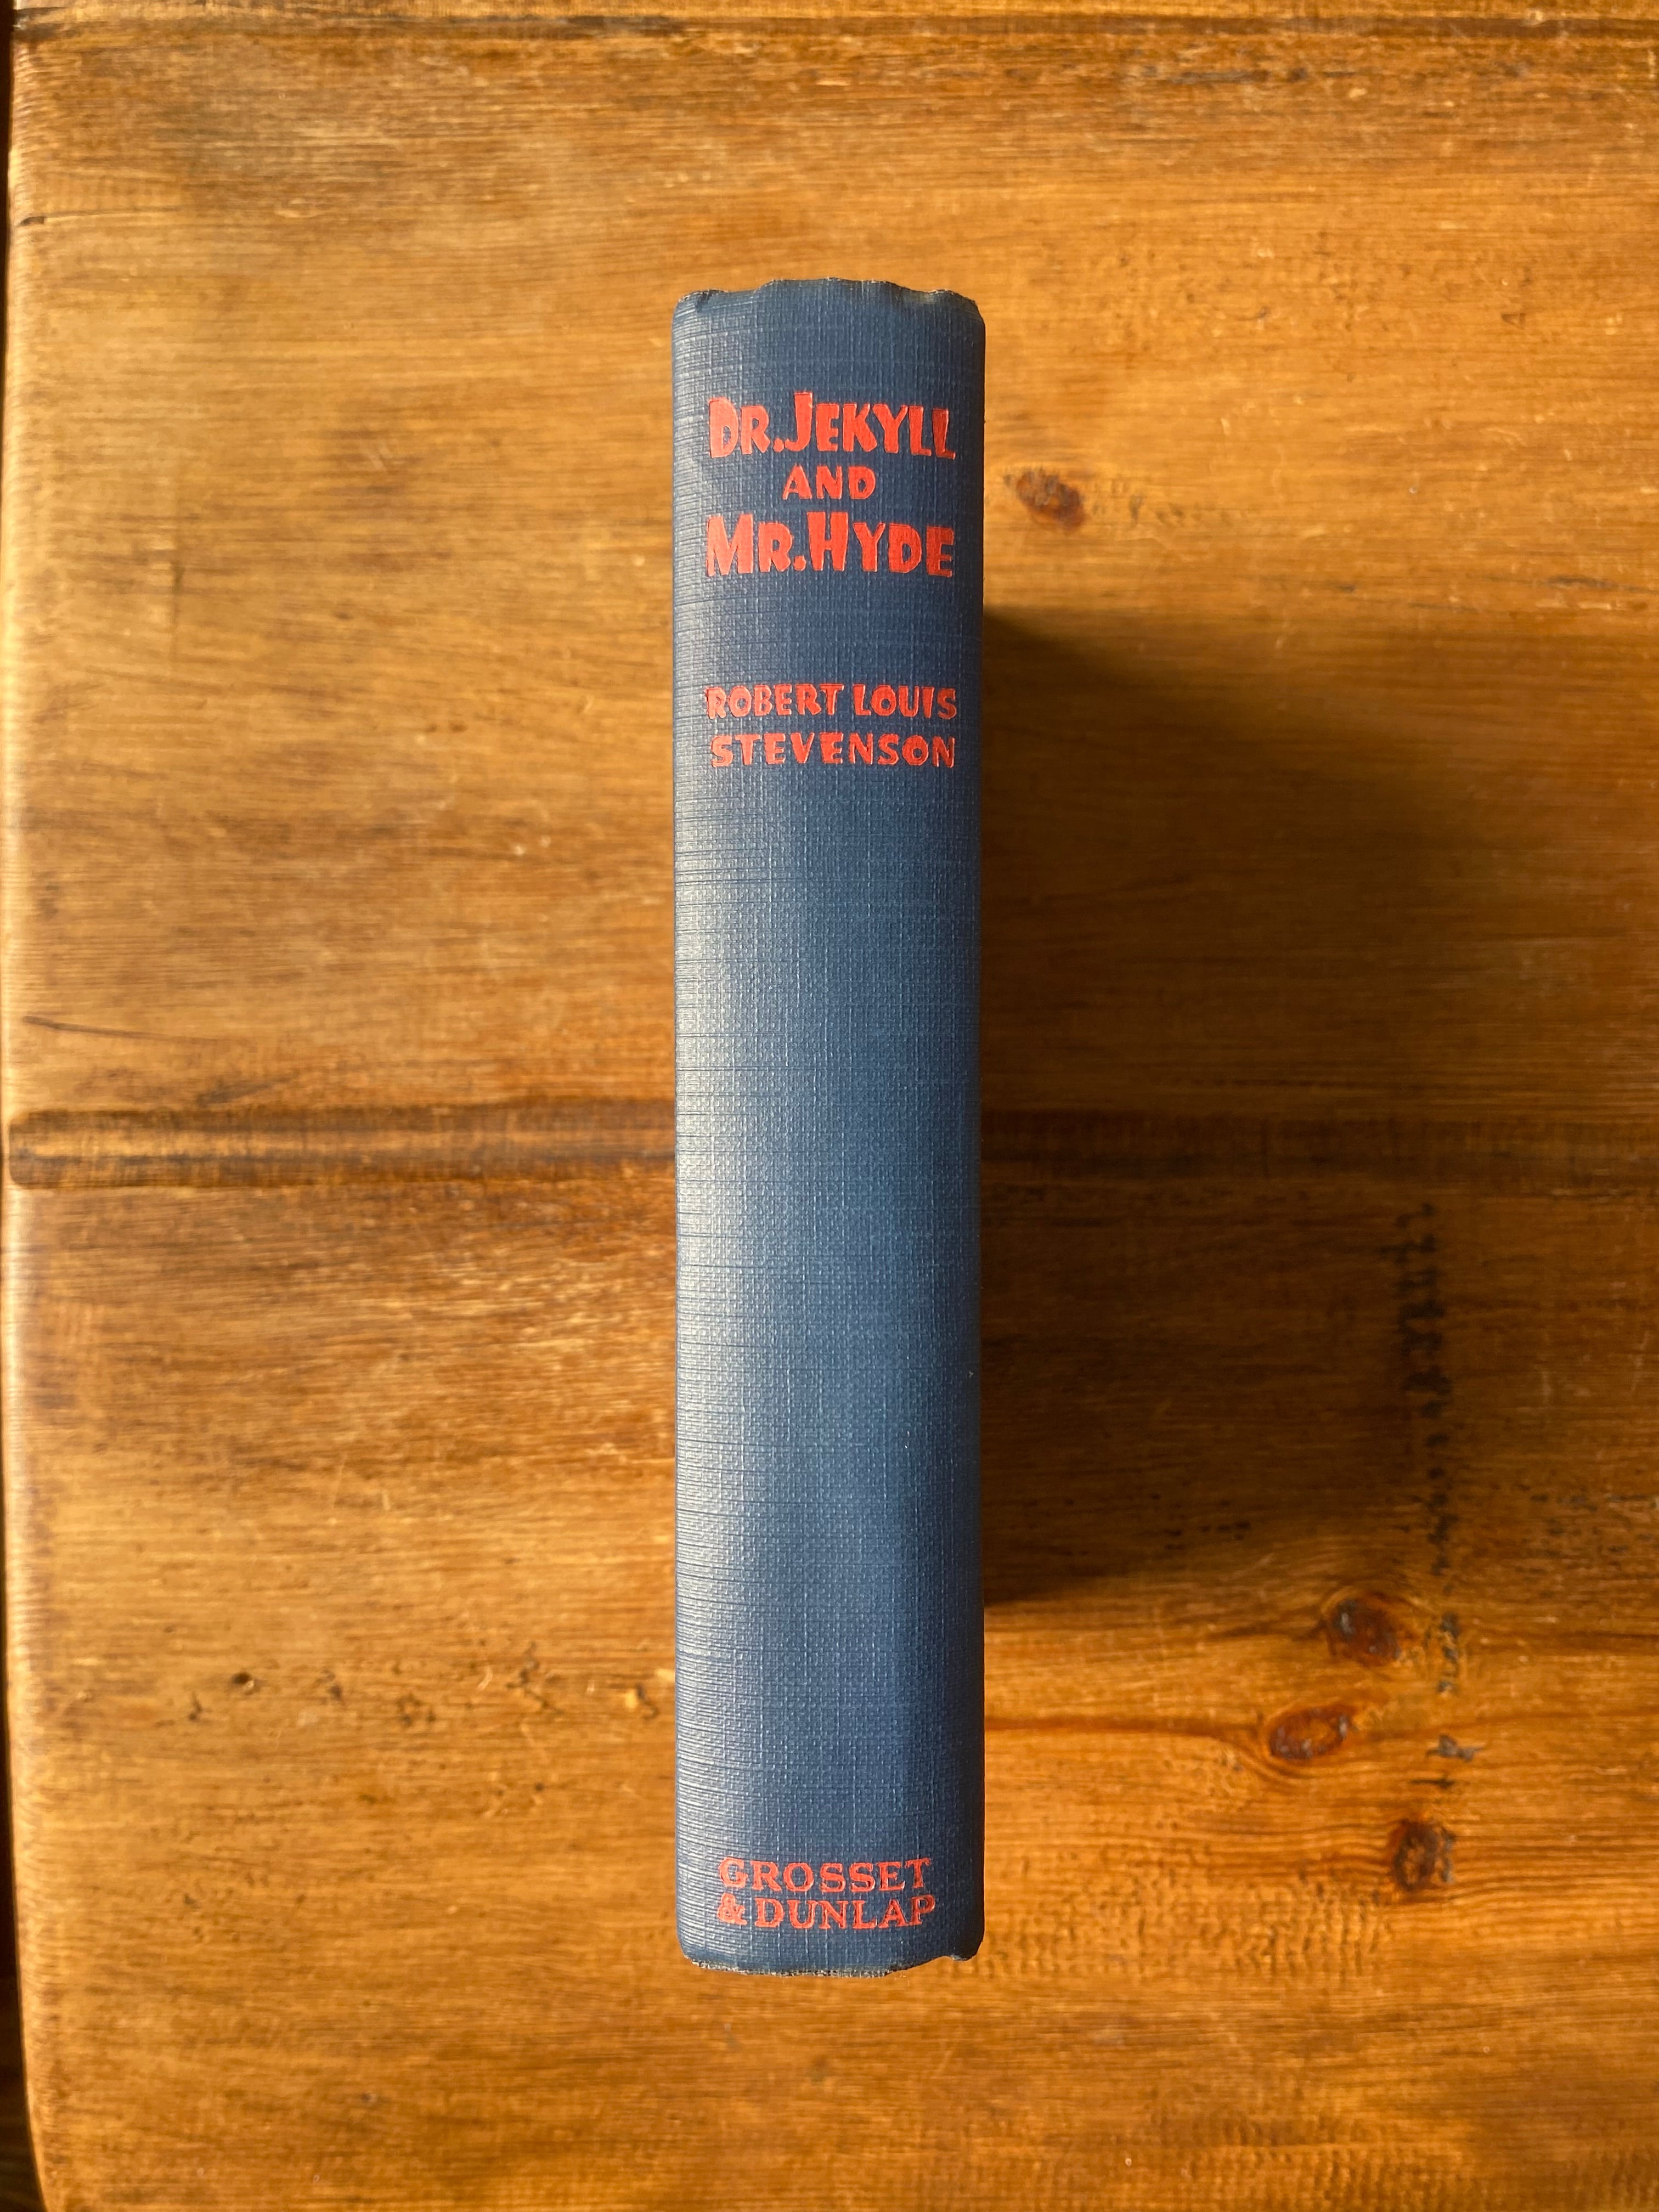 DR. JEKYLL
AND
MR. HYDE
ROBERT LOUIS
STEVENSON
GROSSET
& DUNLAP